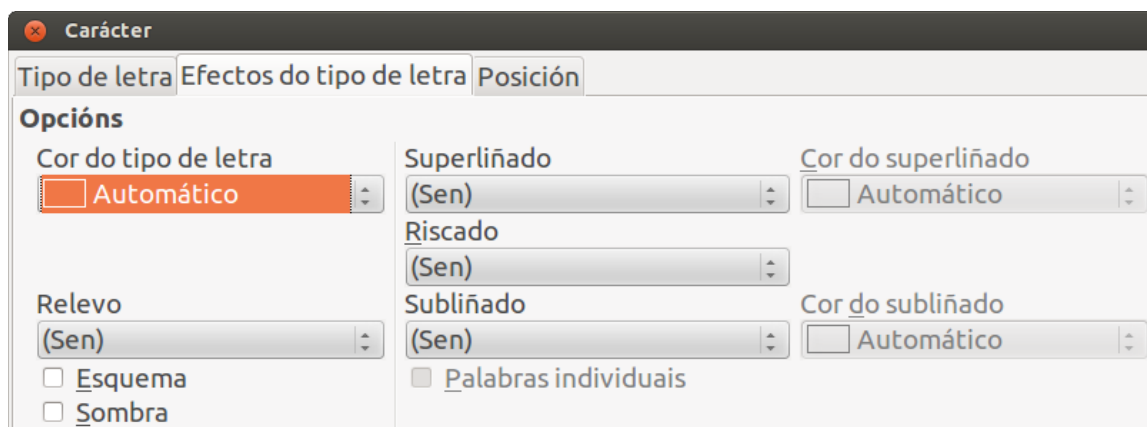 Carácter
Tipo de letra Efectos do tipo de letra Posición
Opcións
Cor do tipo de letra Superliñado Cor do superliñado
Automático (Sen) Automático
Riscado
(Sen)
Relevo Subliñado Cor do subliñado
(Sen) (Sen) Automático
Esquema Palabras individuais
Sombra